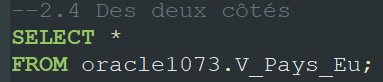 --2.4 Des deux côtés
SELECT *
FROM oracle1073.V_Pays_Eu;